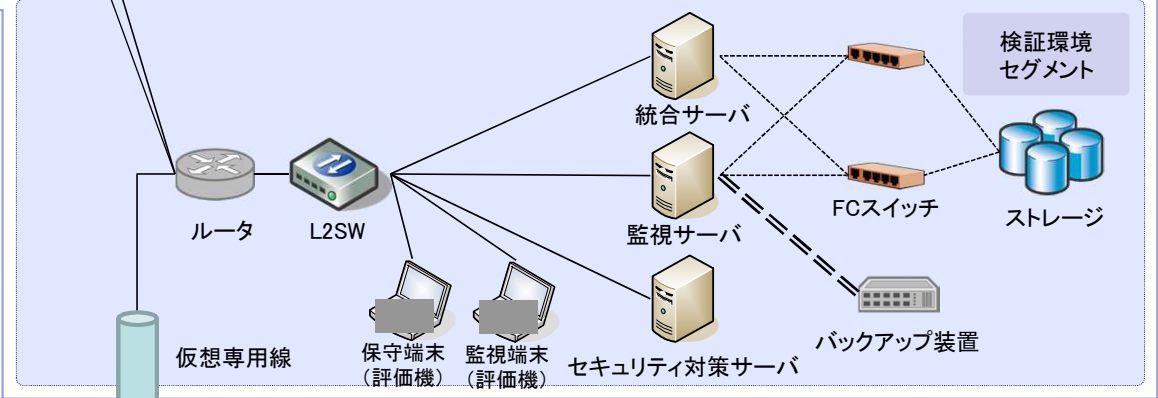 検証環境
セグメント
統合サーバ
FCスイッチ
ストレージ
ルータ
L2SW
監視サーバ
仮想専用線
保守端末
（評価機）
監視端末
（評価機）
セキュリティ対策サーバ
バックアップ装置